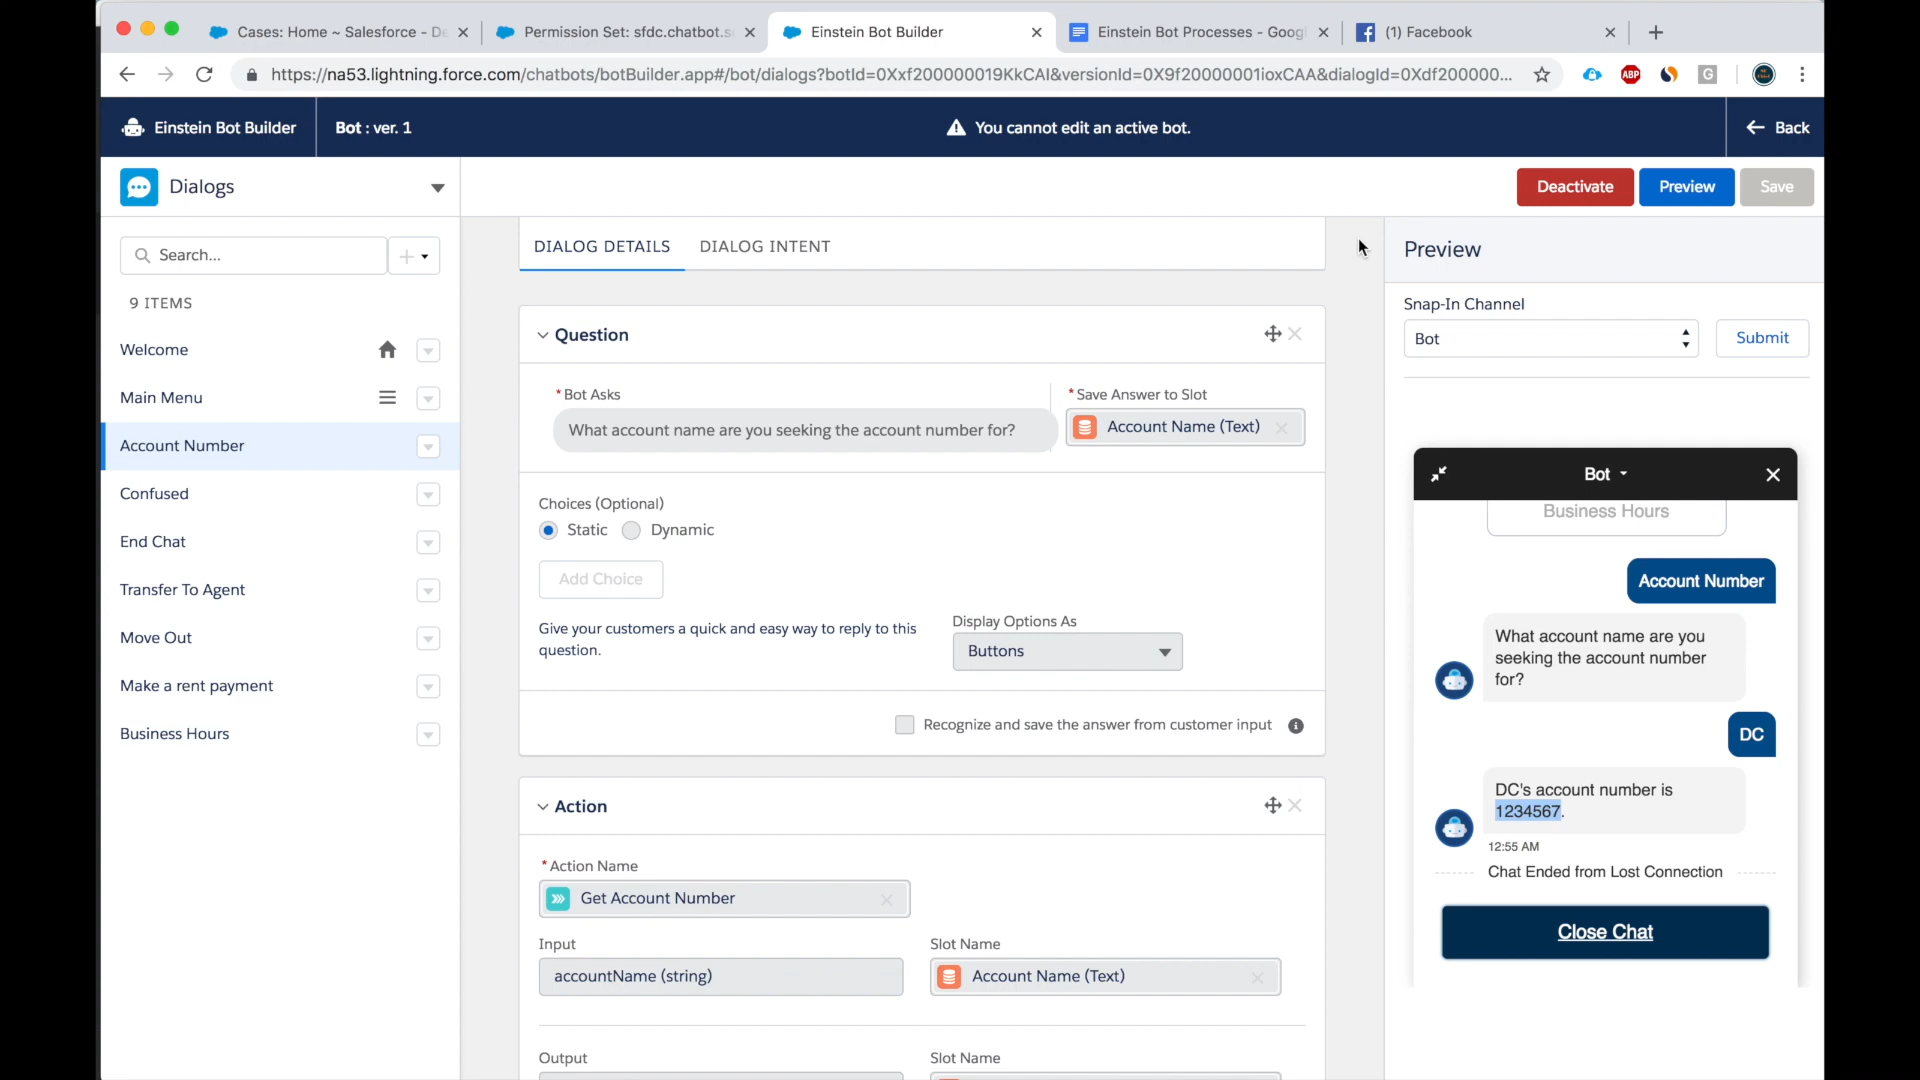 Cases: Home ~ Salesforce - De
Permission Set: sfdc.chatbot.se
Einstein Bot Builder
Einstein Bot Processes - Googl
(1) Facebook
https://na53.lightning.force.com/chatbots/botBuilder.app#/bot/dialogs?botId=0Xxf200000019KkCAI&versionId=0X9f20000001ioxCAA&dialogId=0Xdf200000...
ABP
G
Einstein Bot Builder
Bot : ver. 1
You cannot edit an active bot.
Back
Dialogs
Deactivate
Preview
Save
Search...
9 ITEMS
Welcome
Main Menu
Account Number
Confused
End Chat
Transfer To Agent
Move Out
Make a rent payment
Business Hours
DIALOG DETAILS
DIALOG INTENT
Question
* Bot Asks
What account name are you seeking the account number for?
* Save Answer to Slot
Account Name (Text)
Choices (Optional)
Static
Dynamic
Add Choice
Give your customers a quick and easy way to reply to this
question.
Display Options As
Buttons
Recognize and save the answer from customer input
Action
* Action Name
Get Account Number
Input
accountName (string)
Slot Name
Account Name (Text)
Output
Slot Name
Preview
Snap-In Channel
Bot
Submit
Bot
Business Hours
Account Number
What account name are you
seeking the account number
for?
DC
DC's account number is
1234567.
12:55 AM
Chat Ended from Lost Connection
Close Chat